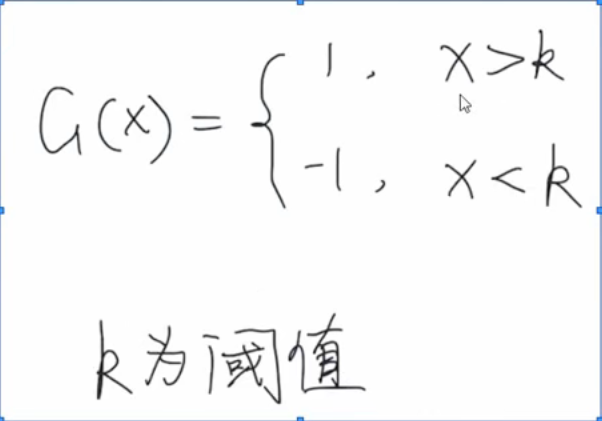 G(x) = { 1, x > k
-1, x < k
k为阈值